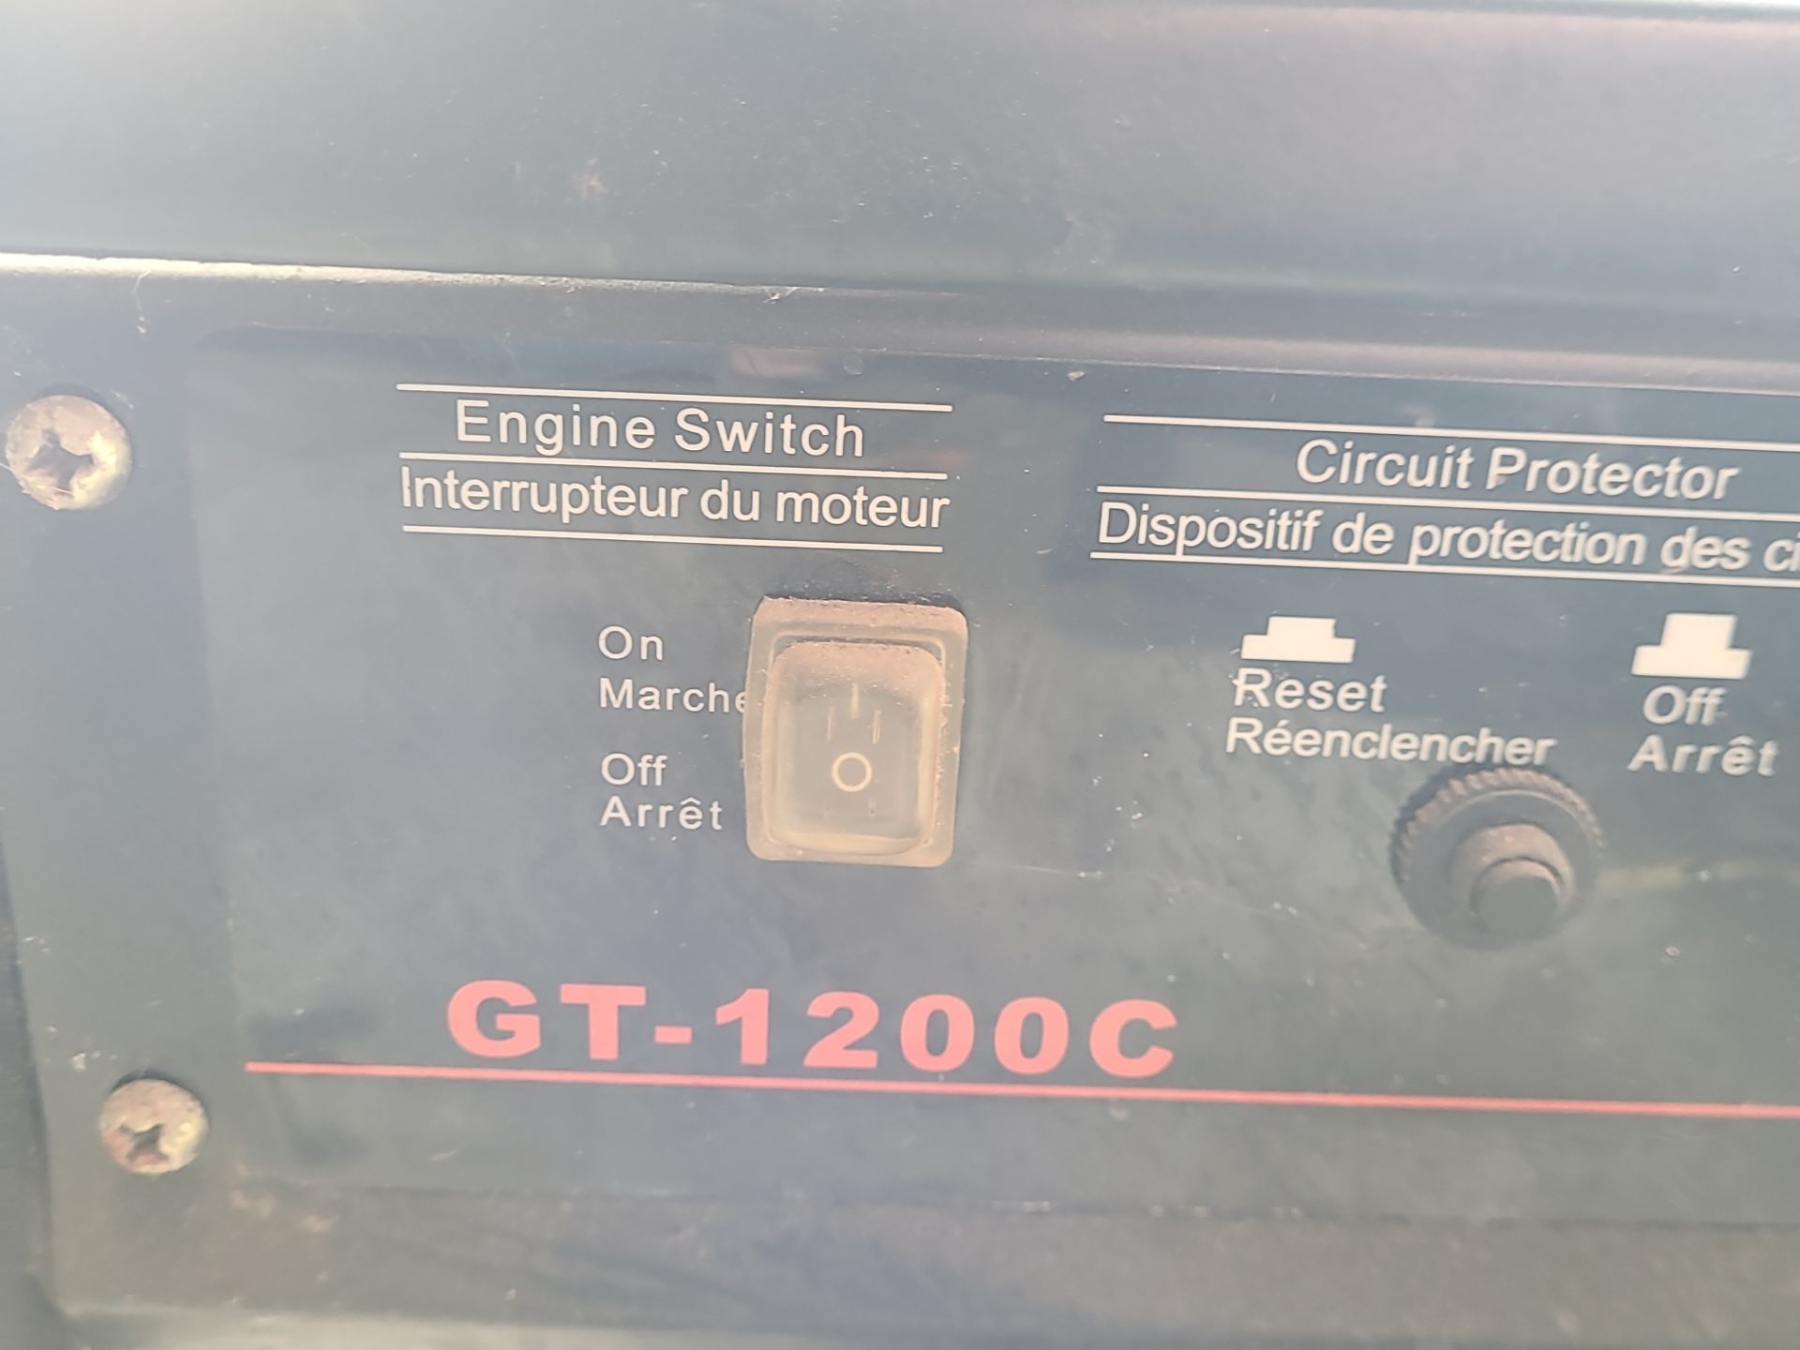 Engine Switch
Interrupteur du moteur
On
Marche
Off
Arrêt
Circuit Protector
Dispositif de protection des
Reset
Réenclencher
Off
Arrêt
GT-1200C